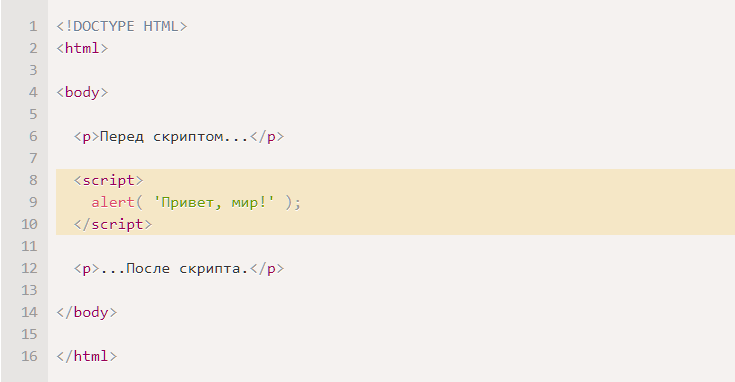 1 <!DOCTYPE HTML>
2 <html>
3
4 <body>
5
6 <p>Перед скриптом...</p>
7
8 <script>
9 alert( 'Привет, мир!' );
10 </script>
11
12 <p>...После скрипта.</p>
13
14 </body>
15
16 </html>